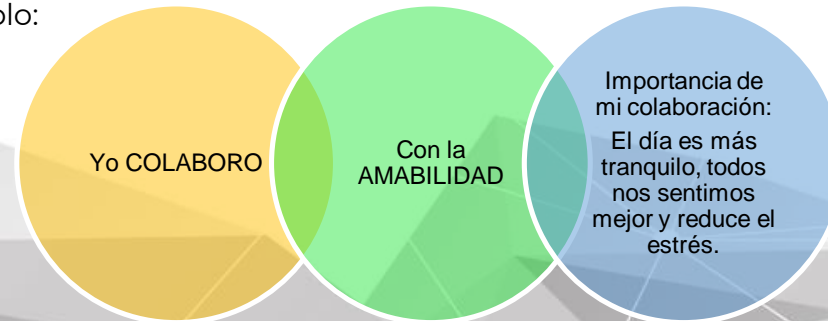 Yo COLABORO
Con la
AMABILIDAD
Importancia de
mi colaboración:
El día es más
tranquilo, todos
nos sentimos
mejor y reduce el
estrés.